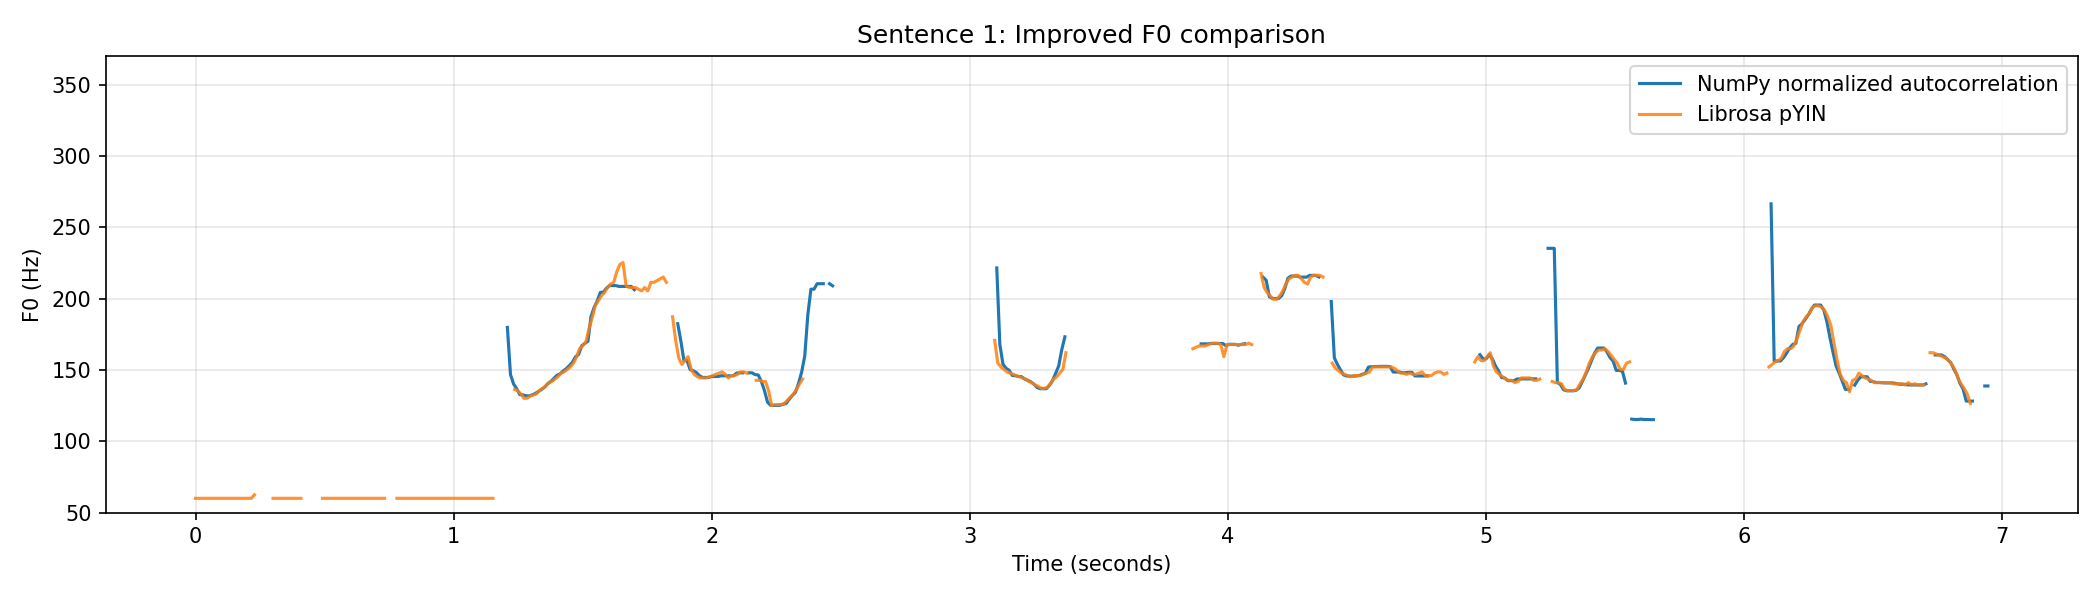 Sentence 1: Improved F0 comparison
NumPy normalized autocorrelation
Librosa pYIN
F0 (Hz)
350
300
250
200
150
100
50
0 1 2 3 4 5 6 7
Time (seconds)